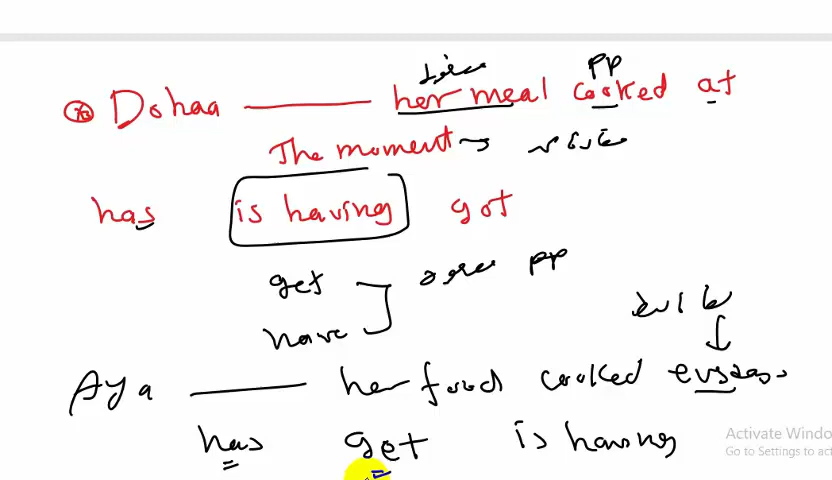 PP
Dohaa her meal cooked at
The moment
has is having got
get PP
have
Aya her food cooked
has get is having
Activate Windo
Go to Settings to act